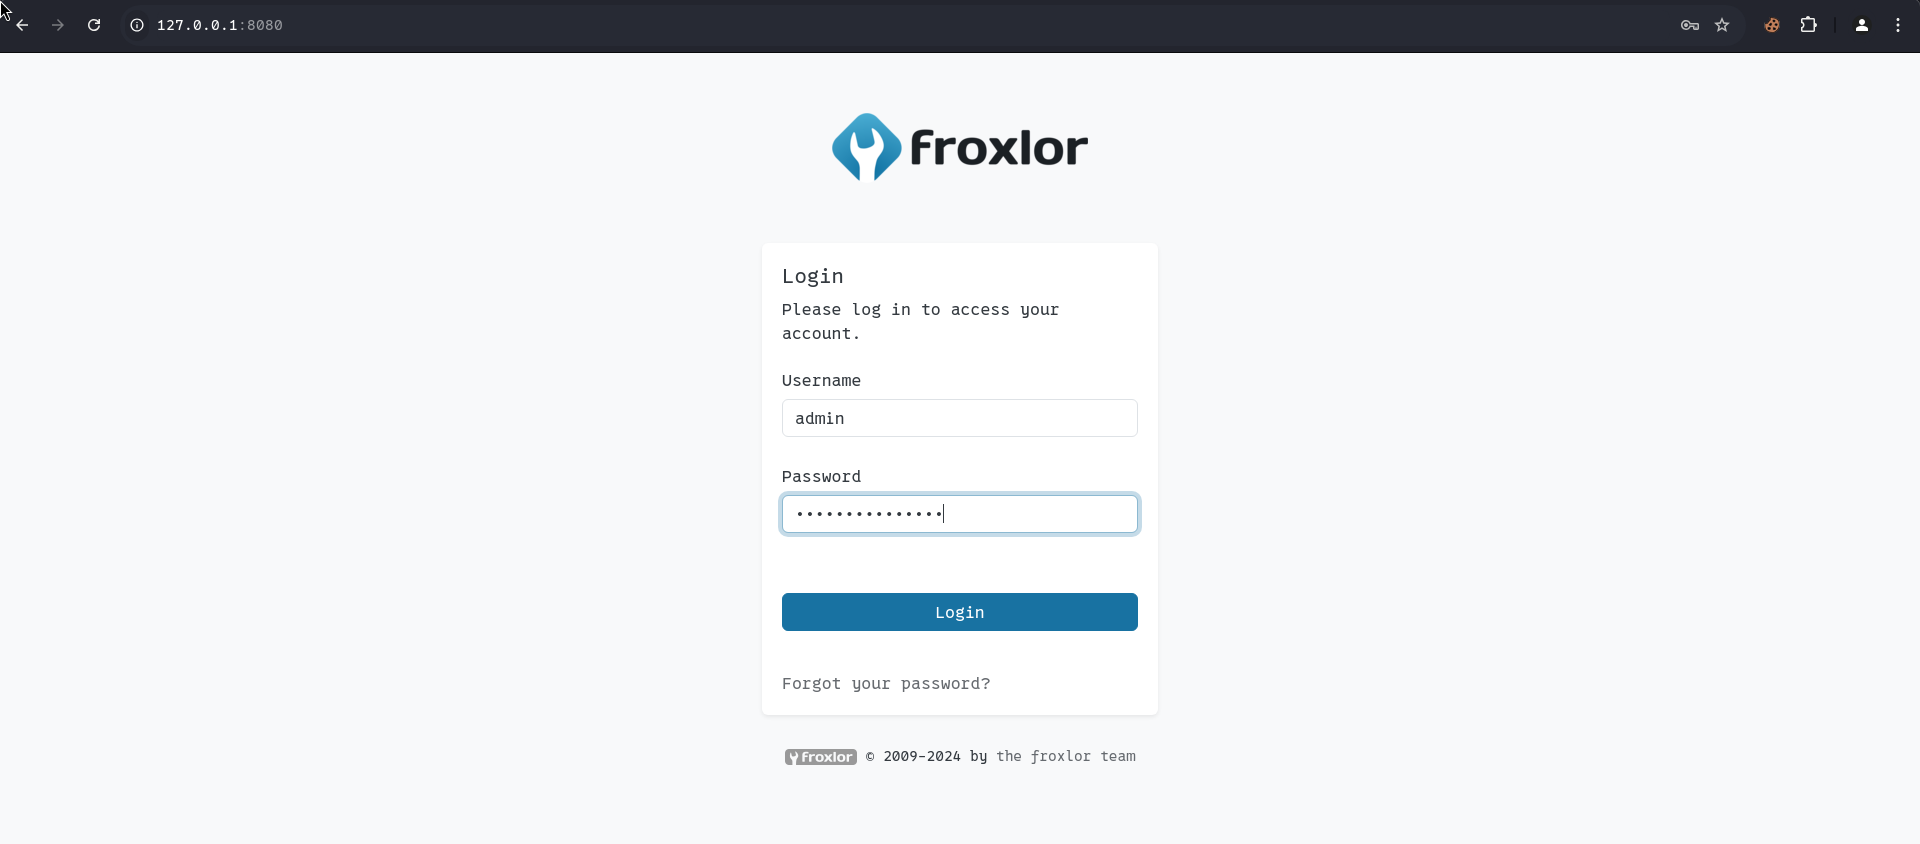 127.0.0.1:8080
froxlor
Login
Please log in to access your
account.
Username
admin
Password
•••••••••••••••
Login
Forgot your password?
froxlor © 2009-2024 by the froxlor team